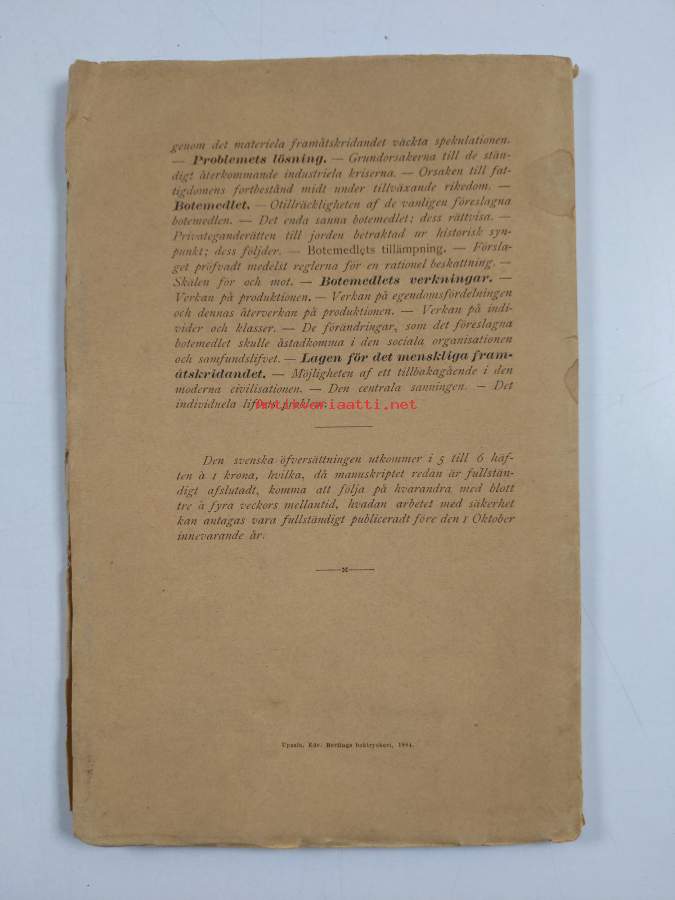 genom det materiela framåtskridandet väckta spekulationen.
— Problemets lösning. — Grundorsakerna till de stän-
digt återkommande industriela kriserna. — Orsaken till fat-
tigdomens fortbestånd midt under tillväxande rikedom. —
Botemedlet. — Otillräckligheten af de vanligen föreslagna
botemedlen. — Det enda sanna botemedlet; dess rättvisa. —
Privateganderätten till jorden betraktad ur historisk syn-
punkt; dess följder. — Botemedlets tillämpning. — Försla-
get pröfvadt medelst reglerna för en rationel beskattning. —
Skälen för och mot. — Botemedlets verkningar. —
Verkan på produktionen. — Verkan på egendomsfördelningen
och dennas återverkan på produktionen. — Verkan på indi-
vider och klasser. — De förändringar, som det föreslagna
botemedlet skulle åstadkomma i den sociala organisationen
och samfundslifvet. — Lagen för det menskliga fram-
åtskridandet. — Möjligheten af ett tillbakagående i den
moderna civilisationen. — Den centrala sanningen. — Det
individuela lifvets problem.
Antikvariaatti.net
Den svenska öfversättningen utkommer i 5 till 6 häf-
ten à 1 krona, hvilka, då manuskriptet redan är fullstän-
digt afslutadt, komma att följa på hvarandra med blott
tre à fyra veckors mellantid, hvadan arbetet med säkerhet
kan antagas vara fullständigt publiceradt före den 1 Oktober
innevarande år.
Upsala, Edv. Berlings boktryckeri, 1884.